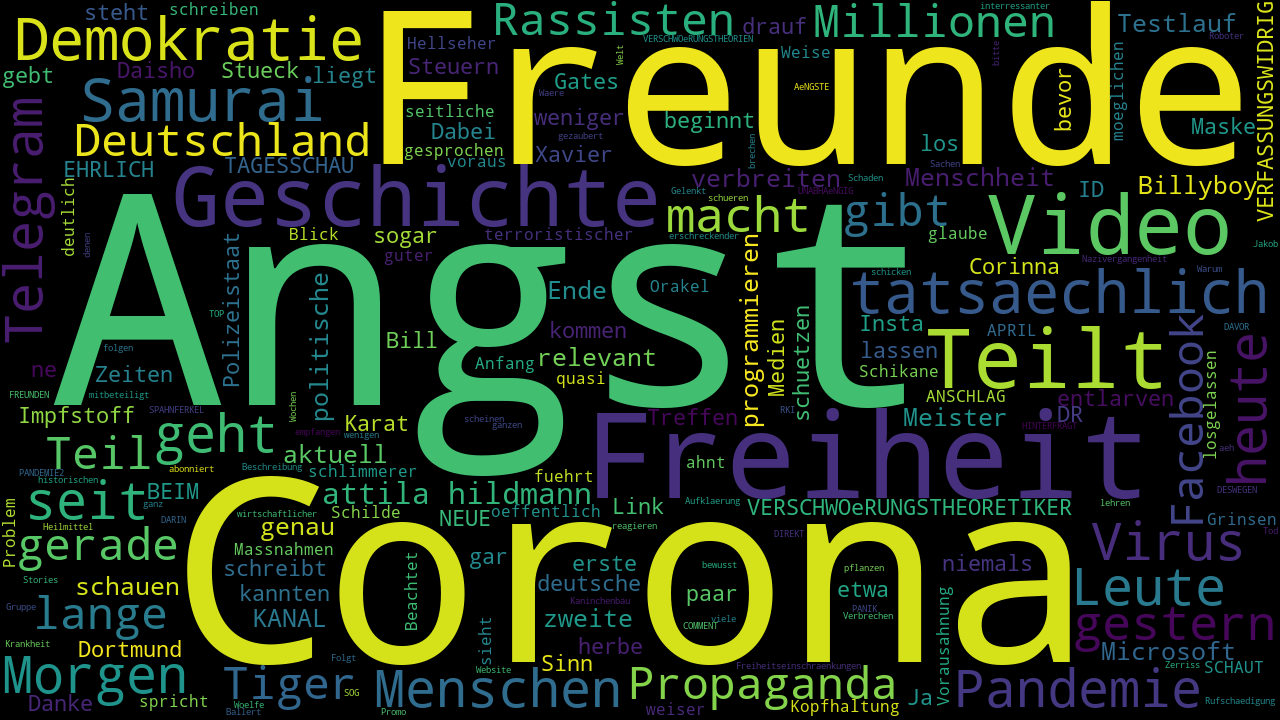 steht
schreiben
Rassisten
drauf
Millionen
interressanter
Testlauf
Roboter
Demokratie
Freunde
Hellseher
VERSCHWOeRUNGSTHEORIEN
Welt
Weise
bitte
gebt
Daisho
Stueck
liegt
Steuern
Gates
AeNGSTE
bevor
moeglichen
VERFASSUNGSWIDRIG
Samurai
seitliche
Waere
weniger
beginnt
Maske
Telegram
Deutschland
Dabei
gezaubert
los
gesprochen
voraus
Xavier
brechen
EHRLICH
TAGESSCHAU
verbreiten
Gelenkt
Schaden
Menschheit
ID
Billyboy
deutlich
Geschichte
UNABHAeNGIG
schueren
macht
gibt
Video
denen
Blick
sogar
terroristischer
erschreckender
glaube
Jakob
guter
Nazivergangenheit
Angst
Polizeistaat
politische
Ende
Orakel
programmieren
schicken
Corinna
Warum
tatsaechlich
TOP
Medien
schuetzen
Insta
APRIL
DAVOR
folgen
Bill
kommen
lassen
Teilt
Facebook
heute
ne
Zeiten
Anfang
relevant
Schikane
quasi
losgelassen
FREUNDEN
mitbeteiligt
ANSCHLAG
entlarven
Impfstoff
SPAHNFERKEL
Wochen
Karat
scheinen
ganzen
Treffen
RKI
Meister
DR
HINTERFRAGT
Teil
geht
empfangen
wenigen
Freiheit
aeh
aktuell
PANDEMIE2
abonniert
Beschreibung
schlimmerer
fuehrt
ahnt
historischen
DESWEGEN
seit
BEIM
attila hildmann
Aufklaerung
lehren
ganz
Link
VERSCHWOeRUNGSTHEORETIKER
Problem
DARIN
wirtschaftlicher
Schilde
NEUE
oeffentlich
Grinsen
Heilmittel
genau
reagieren
DIREKT
Tod
gerade
Massnahmen
Corona
Virus
Stories
schreibt
gar
erste
bewusst
pflanzen
niemals
schauen
Beachtet
deutsche
Leute
kannten
paar
etwa
Vorausahnung
Gruppe
lange
KANAL
Kaninchenbau
PANIK
zweite
viele
Verbrechen
COMMENT
gestern
Krankheit
Dortmund
Folgt
sieht
herbe
Microsoft
Morgen
Sinn
Website
Freiheitseinschraenkungen
Zerriss
SCHAUT
Tiger
SOG
Menschen
Propaganda
Ja
Pandemie
Danke
spricht
Woelfe
Ballert
Promo
weiser
Kopfhaltung
Rufschaedigung
Sachen